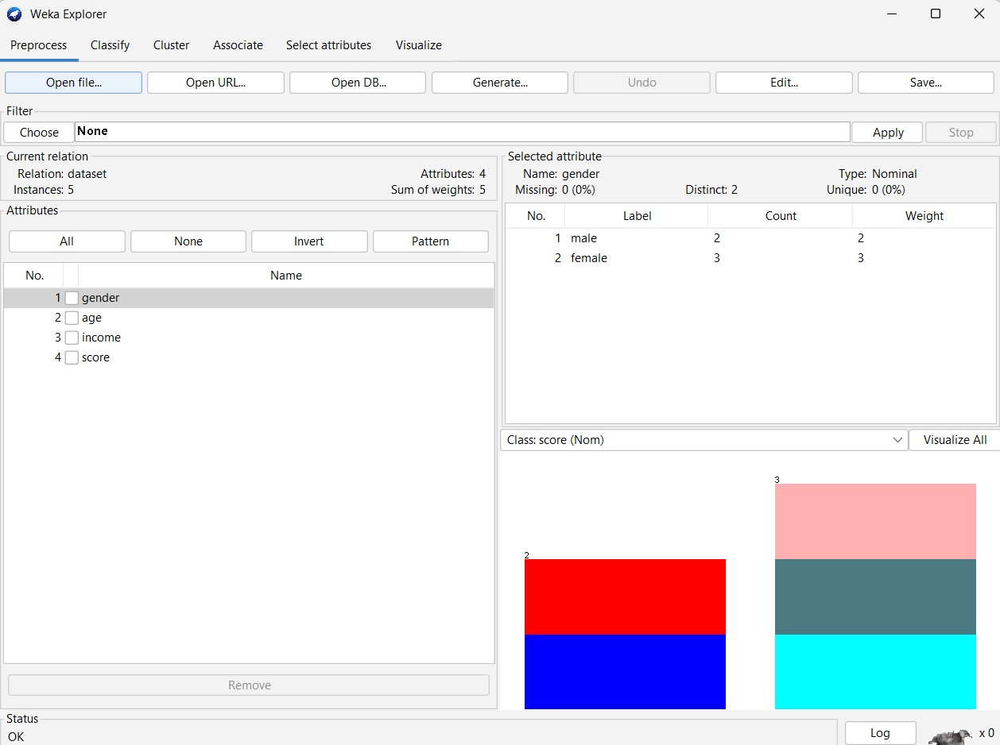 Weka Explorer
Preprocess Classify Cluster Associate Select attributes Visualize
Open file... Open URL... Open DB... Generate... Undo Edit... Save...
Filter
Choose None Apply Stop
Current relation
Relation: dataset Attributes: 4
Instances: 5 Sum of weights: 5
Attributes
All None Invert Pattern
No. Name
1 gender
2 age
3 income
4 score
Remove
Selected attribute
Name: gender Type: Nominal
Missing: 0 (0%) Distinct: 2 Unique: 0 (0%)
No. Label Count Weight
1 male 2 2
2 female 3 3
Class: score (Nom) Visualize All
3
2
Status
OK Log x 0